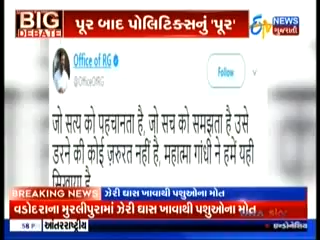 BIG DEBATE
પૂર બાદ પોલિટિક્સનું 'પૂર'
NEWS
ગુજરાતી
Office of RG
@OfficeOfRG
Follow
जो सत्य को पहचानता है, जो सच को समझता है उसे
डरने की कोई ज़रुरत नहीं है, महात्मा गांधी ने हमें यही
सिखाया है
BREAKING NEWS
ઝેરી ઘાસ ખાવાથી પશુઓના મોત
વડોદરાના મુરલીપુરામાં ઝેરી ઘાસ ખાવાથી પશુઓના મોત
58 P
આંતરરાષ્ટ્રીય
ઇન્ડોનેશિય